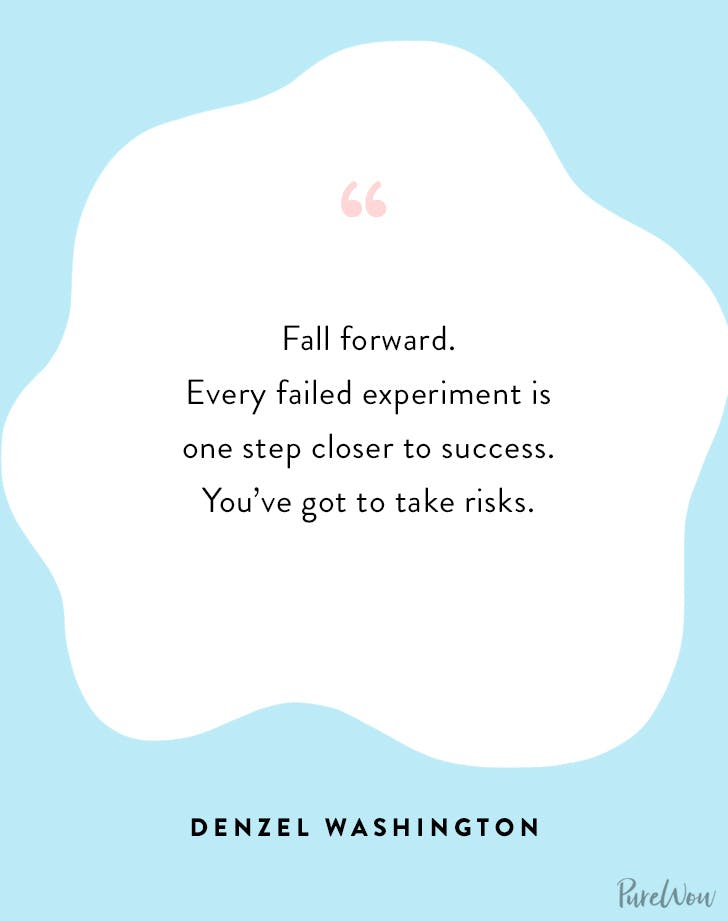 “
Fall forward.
Every failed experiment is
one step closer to success.
You’ve got to take risks.
DENZEL WASHINGTON
PureWow